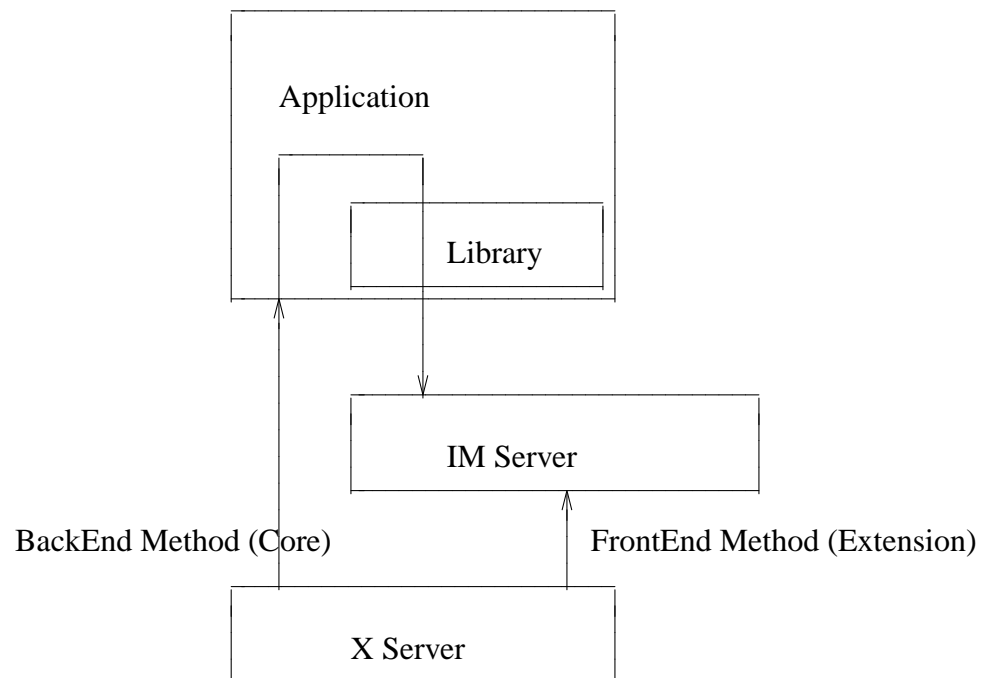 Application
Library
IM Server
BackEnd Method (Core)
FrontEnd Method (Extension)
X Server